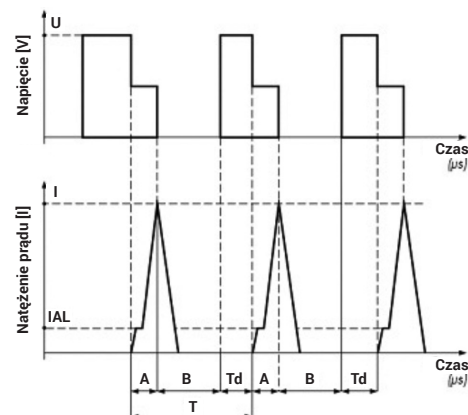 U
Napięcie [V]
Czas
(μs)
I
Natężenie prądu [I]
IAL
Czas
(μs)
A B Td A B Td
T